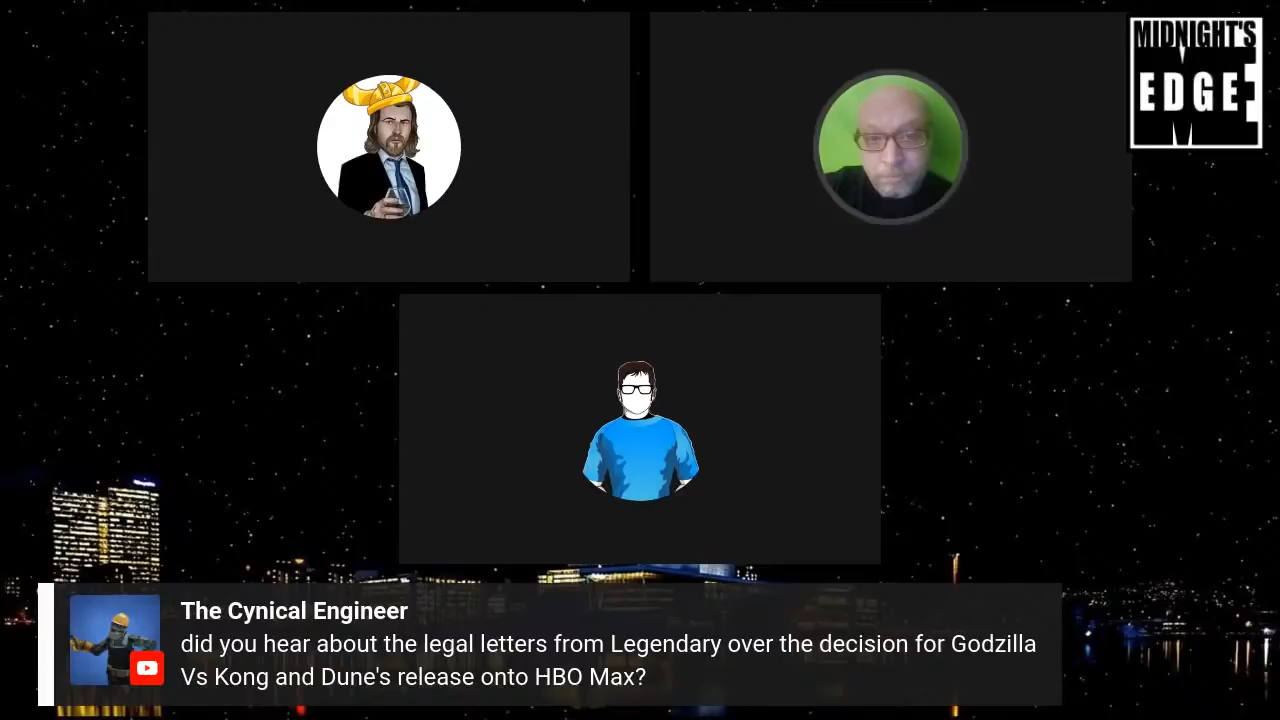 MIDNIGHT'S
EDGE
The Cynical Engineer
did you hear about the legal letters from Legendary over the decision for Godzilla
Vs Kong and Dune's release onto HBO Max?